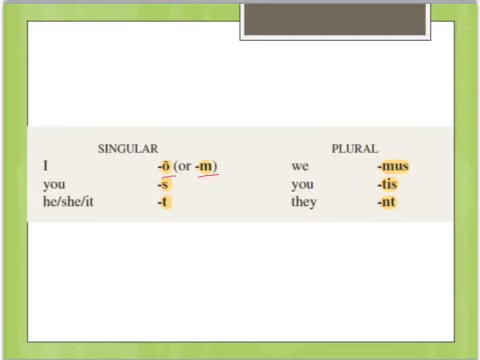 SINGULAR PLURAL
I -ō (or -m) we -mus
you -s you -tis
he/she/it -t they -nt